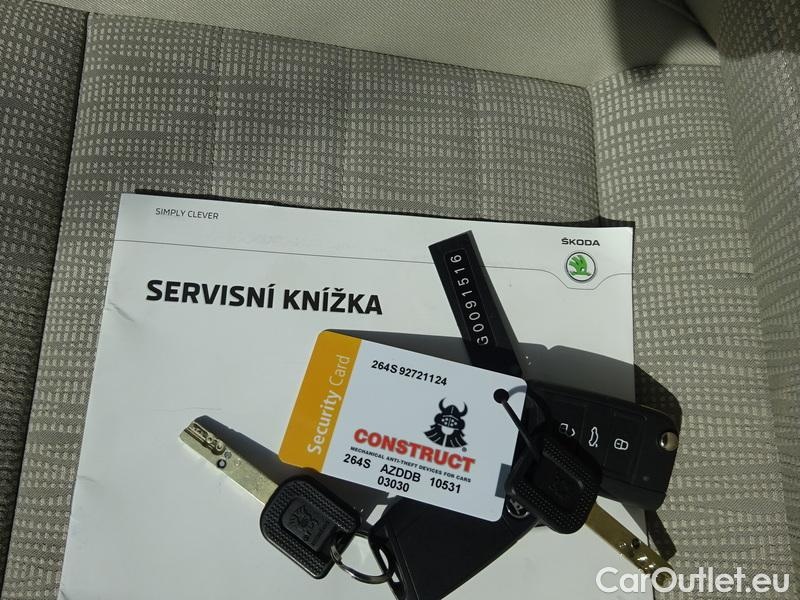 SIMPLY CLEVER
ŠKODA
SERVISNÍ KNÍŽKA
G0091516
Security Card
264S 92721124
CONSTRUCT
MECHANICAL ANTI-THEFT DEVICES FOR CARS
264S AZDDB 10531
03030
CarOutlet.eu